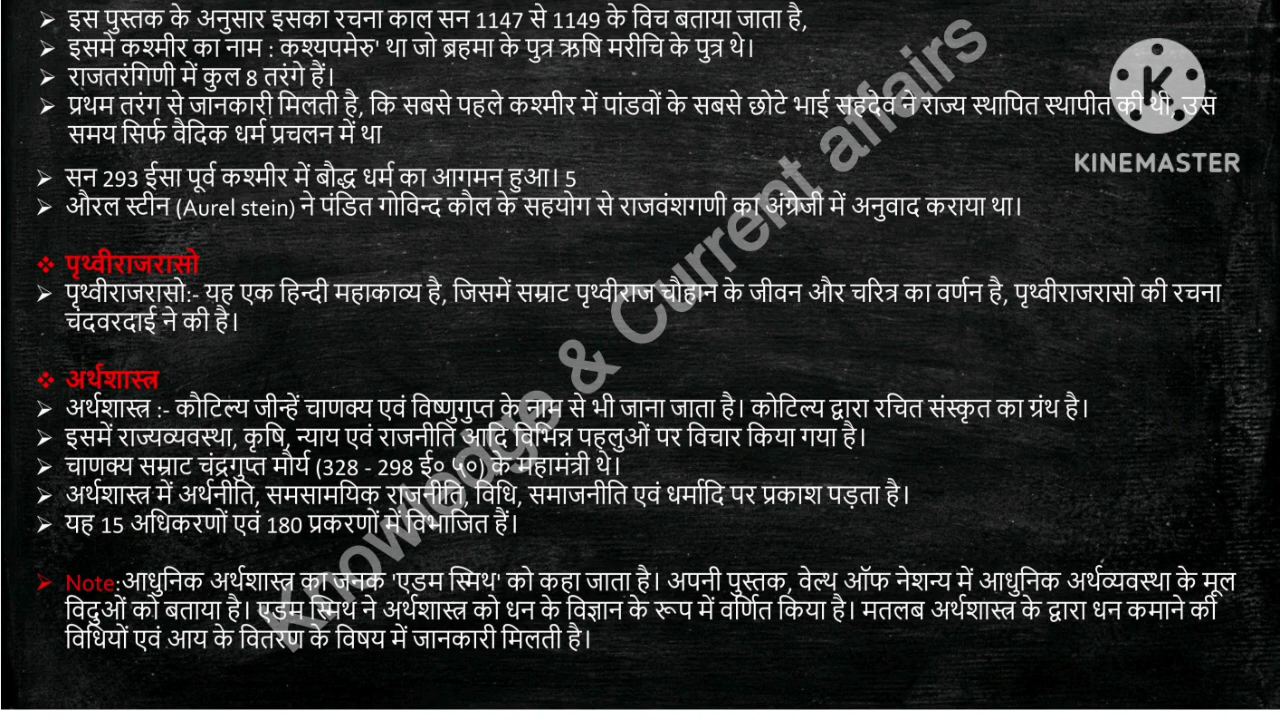 ➢ इस पुस्तक के अनुसार इसका रचना काल सन 1147 से 1149 के विच बताया जाता है,
➢ इसमें कश्मीर का नाम : कश्यपमेरु' था जो ब्रहमा के पुत्र ऋषि मरीचि के पुत्र थे।
➢ राजतरंगिणी में कुल 8 तरंगे हैं।
➢ प्रथम तरंग से जानकारी मिलती है, कि सबसे पहले कश्मीर में पांडवों के सबसे छोटे भाई सहदेव ने राज्य स्थापित स्थापीत की थी, उस
समय सिर्फ वैदिक धर्म प्रचलन में था
➢ सन 293 ईसा पूर्व कश्मीर में बौद्ध धर्म का आगमन हुआ। 5
➢ औरल स्टीन (Aurel stein) ने पंडित गोविन्द कौल के सहयोग से राजवंशगणी का अंग्रेजी में अनुवाद कराया था।
❖ पृथ्वीराजरासो
➢ पृथ्वीराजरासो:- यह एक हिन्दी महाकाव्य है, जिसमें सम्राट पृथ्वीराज चौहान के जीवन और चरित्र का वर्णन है, पृथ्वीराजरासो की रचना
चंदवरदाई ने की है।
❖ अर्थशास्त्र
➢ अर्थशास्त्र :- कौटिल्य जीन्हें चाणक्य एवं विष्णुगुप्त के नाम से भी जाना जाता है। कोटिल्य द्वारा रचित संस्कृत का ग्रंथ है।
➢ इसमें राज्यव्यवस्था, कृषि, न्याय एवं राजनीति आदि विभिन्न पहलुओं पर विचार किया गया है।
➢ चाणक्य सम्राट चंद्रगुप्त मौर्य (328 - 298 ई० ५०) के महामंत्री थे।
➢ अर्थशास्त्र में अर्थनीति, समसामयिक राजनीति, विधि, समाजनीति एवं धर्मादि पर प्रकाश पड़ता है।
➢ यह 15 अधिकरणों एवं 180 प्रकरणों में विभाजित हैं।
➢ Note:आधुनिक अर्थशास्त्र का जनक 'एडम स्मिथ' को कहा जाता है। अपनी पुस्तक, वेल्थ ऑफ नेशन्य में आधुनिक अर्थव्यवस्था के मूल
विदुओं को बताया है। एडम स्मिथ ने अर्थशास्त्र को धन के विज्ञान के रूप में वर्णित किया है। मतलब अर्थशास्त्र के द्वारा धन कमाने की
विधियों एवं आय के वितरण के विषय में जानकारी मिलती है।
Knowledge & Current affairs
K
KINEMASTER